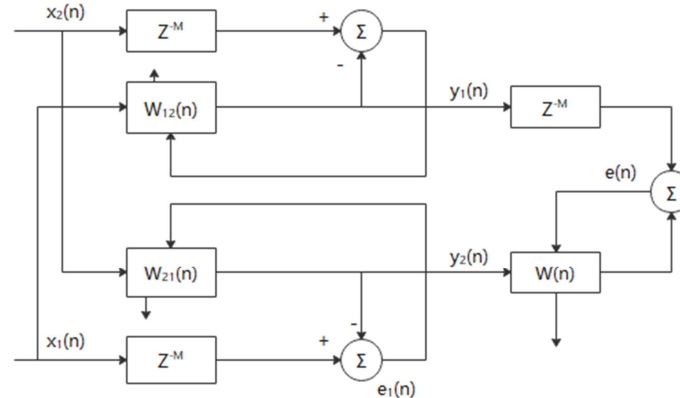 x₂(n)
Z⁻ᴹ
+
Σ
-
W₁₂(n)
y₁(n)
Z⁻ᴹ
e(n)
Σ
W₂₁(n)
y₂(n)
W(n)
x₁(n)
Z⁻ᴹ
+
-
Σ
e₁(n)